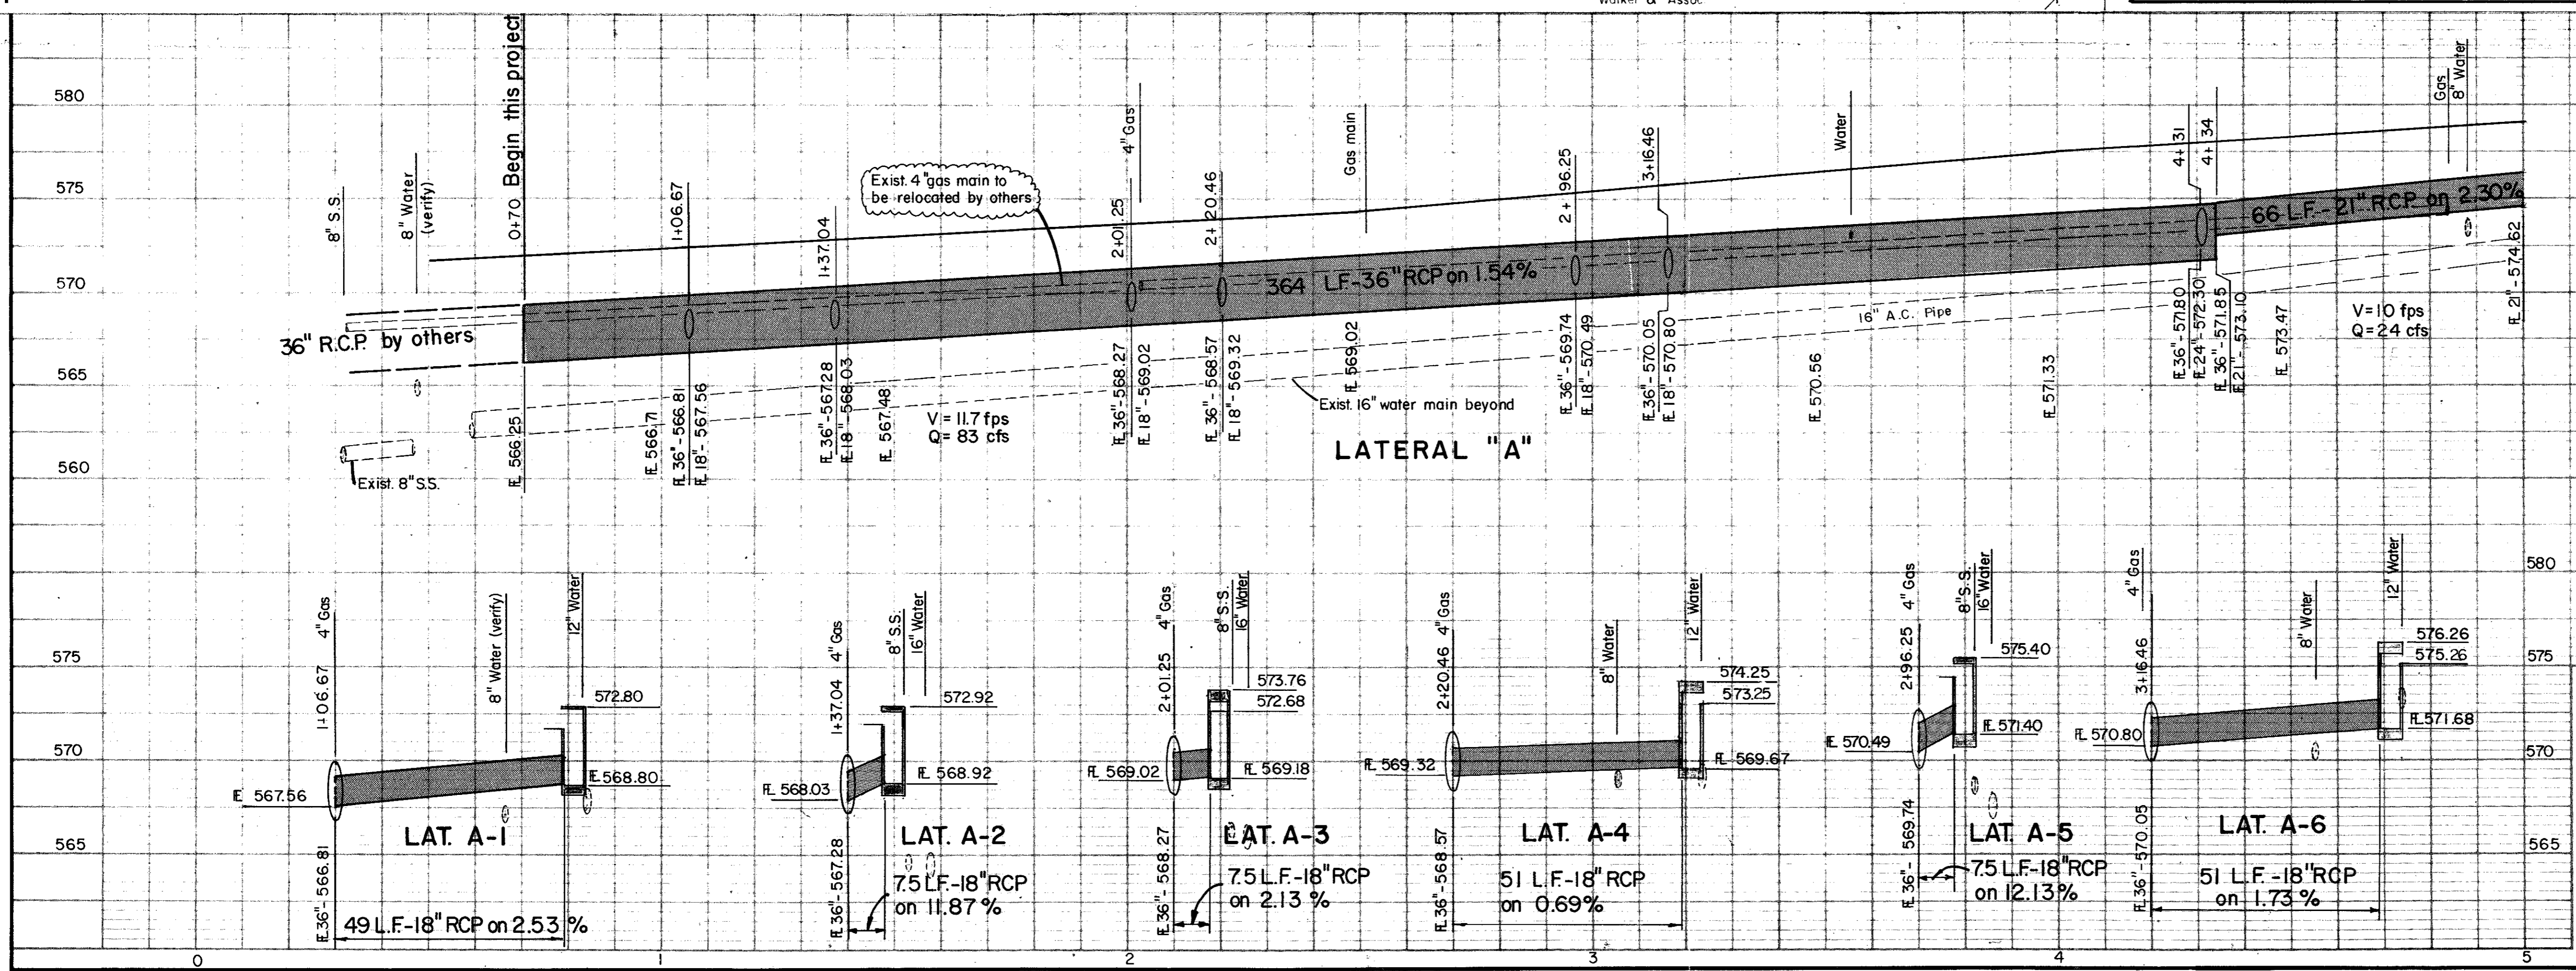 Walker & Assoc.
580
575
570
565
560
8" S.S.
8" Water
(verify)
0+70 Begin this project
1+06.67
1+37.04
Exist. 4" gas main to
be relocated by others
2+01.25
4" Gas
2+20.46
Gas main
2+96.25
3+16.46
Water
4+31
4+34
Gas
8" Water
36" R.C.P. by others
364 L.F.-36" RCP on 1.54%
66 L.F.-21" R.C.P. on 2.30%
16" A.C. Pipe
Exist. 16" water main beyond
Exist. 8" S.S.
FL 566.25
FL 566.71
FL 36"-566.81
FL 18"-567.56
FL 36"-567.28
FL 18"-568.03
FL 567.48
V = 11.7 fps
Q = 83 cfs
FL 36"-568.27
FL 18"-569.02
FL 36"-568.57
FL 18"-569.32
FL 569.02
FL 36"-569.74
FL 18"-570.49
FL 36"-570.05
FL 18"-570.80
FL 570.56
FL 571.33
FL 36"-571.80
FL 24"-572.30
FL 36"-571.85
FL 21"-573.10
FL 573.47
V = 10 fps
Q = 24 cfs
FL 21"-574.62
LATERAL "A"
575
570
565
1+06.67 4" Gas
8" Water (verify)
12" Water
572.80
FL 568.80
FL 567.56
LAT. A-1
FL 36"-566.81
49 L.F.-18" RCP on 2.53 %
1+37.04 4" Gas
8" S.S.
16" Water
572.92
FL 568.92
FL 568.03
LAT. A-2
FL 36"-567.28
7.5 L.F.-18" RCP
on 11.87 %
2+01.25 4" Gas
8" S.S.
16" Water
573.76
572.68
FL 569.18
FL 569.02
LAT. A-3
FL 36"-568.27
7.5 L.F.-18" RCP
on 2.13 %
2+20.46 4" Gas
8" Water
12" Water
574.25
573.25
FL 569.67
FL 569.32
LAT. A-4
FL 36"-568.57
51 L.F.-18" RCP
on 0.69%
2+96.25 4" Gas
8" S.S.
16" Water
575.40
FL 571.40
FL 570.49
LAT. A-5
FL 36"-569.74
7.5 L.F.-18" RCP
on 12.13 %
3+16.46
4" Gas
8" Water
12" Water
576.26
575.26
FL 571.68
FL 570.80
LAT. A-6
FL 36"-570.05
51 L.F.-18" RCP
on 1.73 %
580
575
570
565
0 1 2 3 4 5